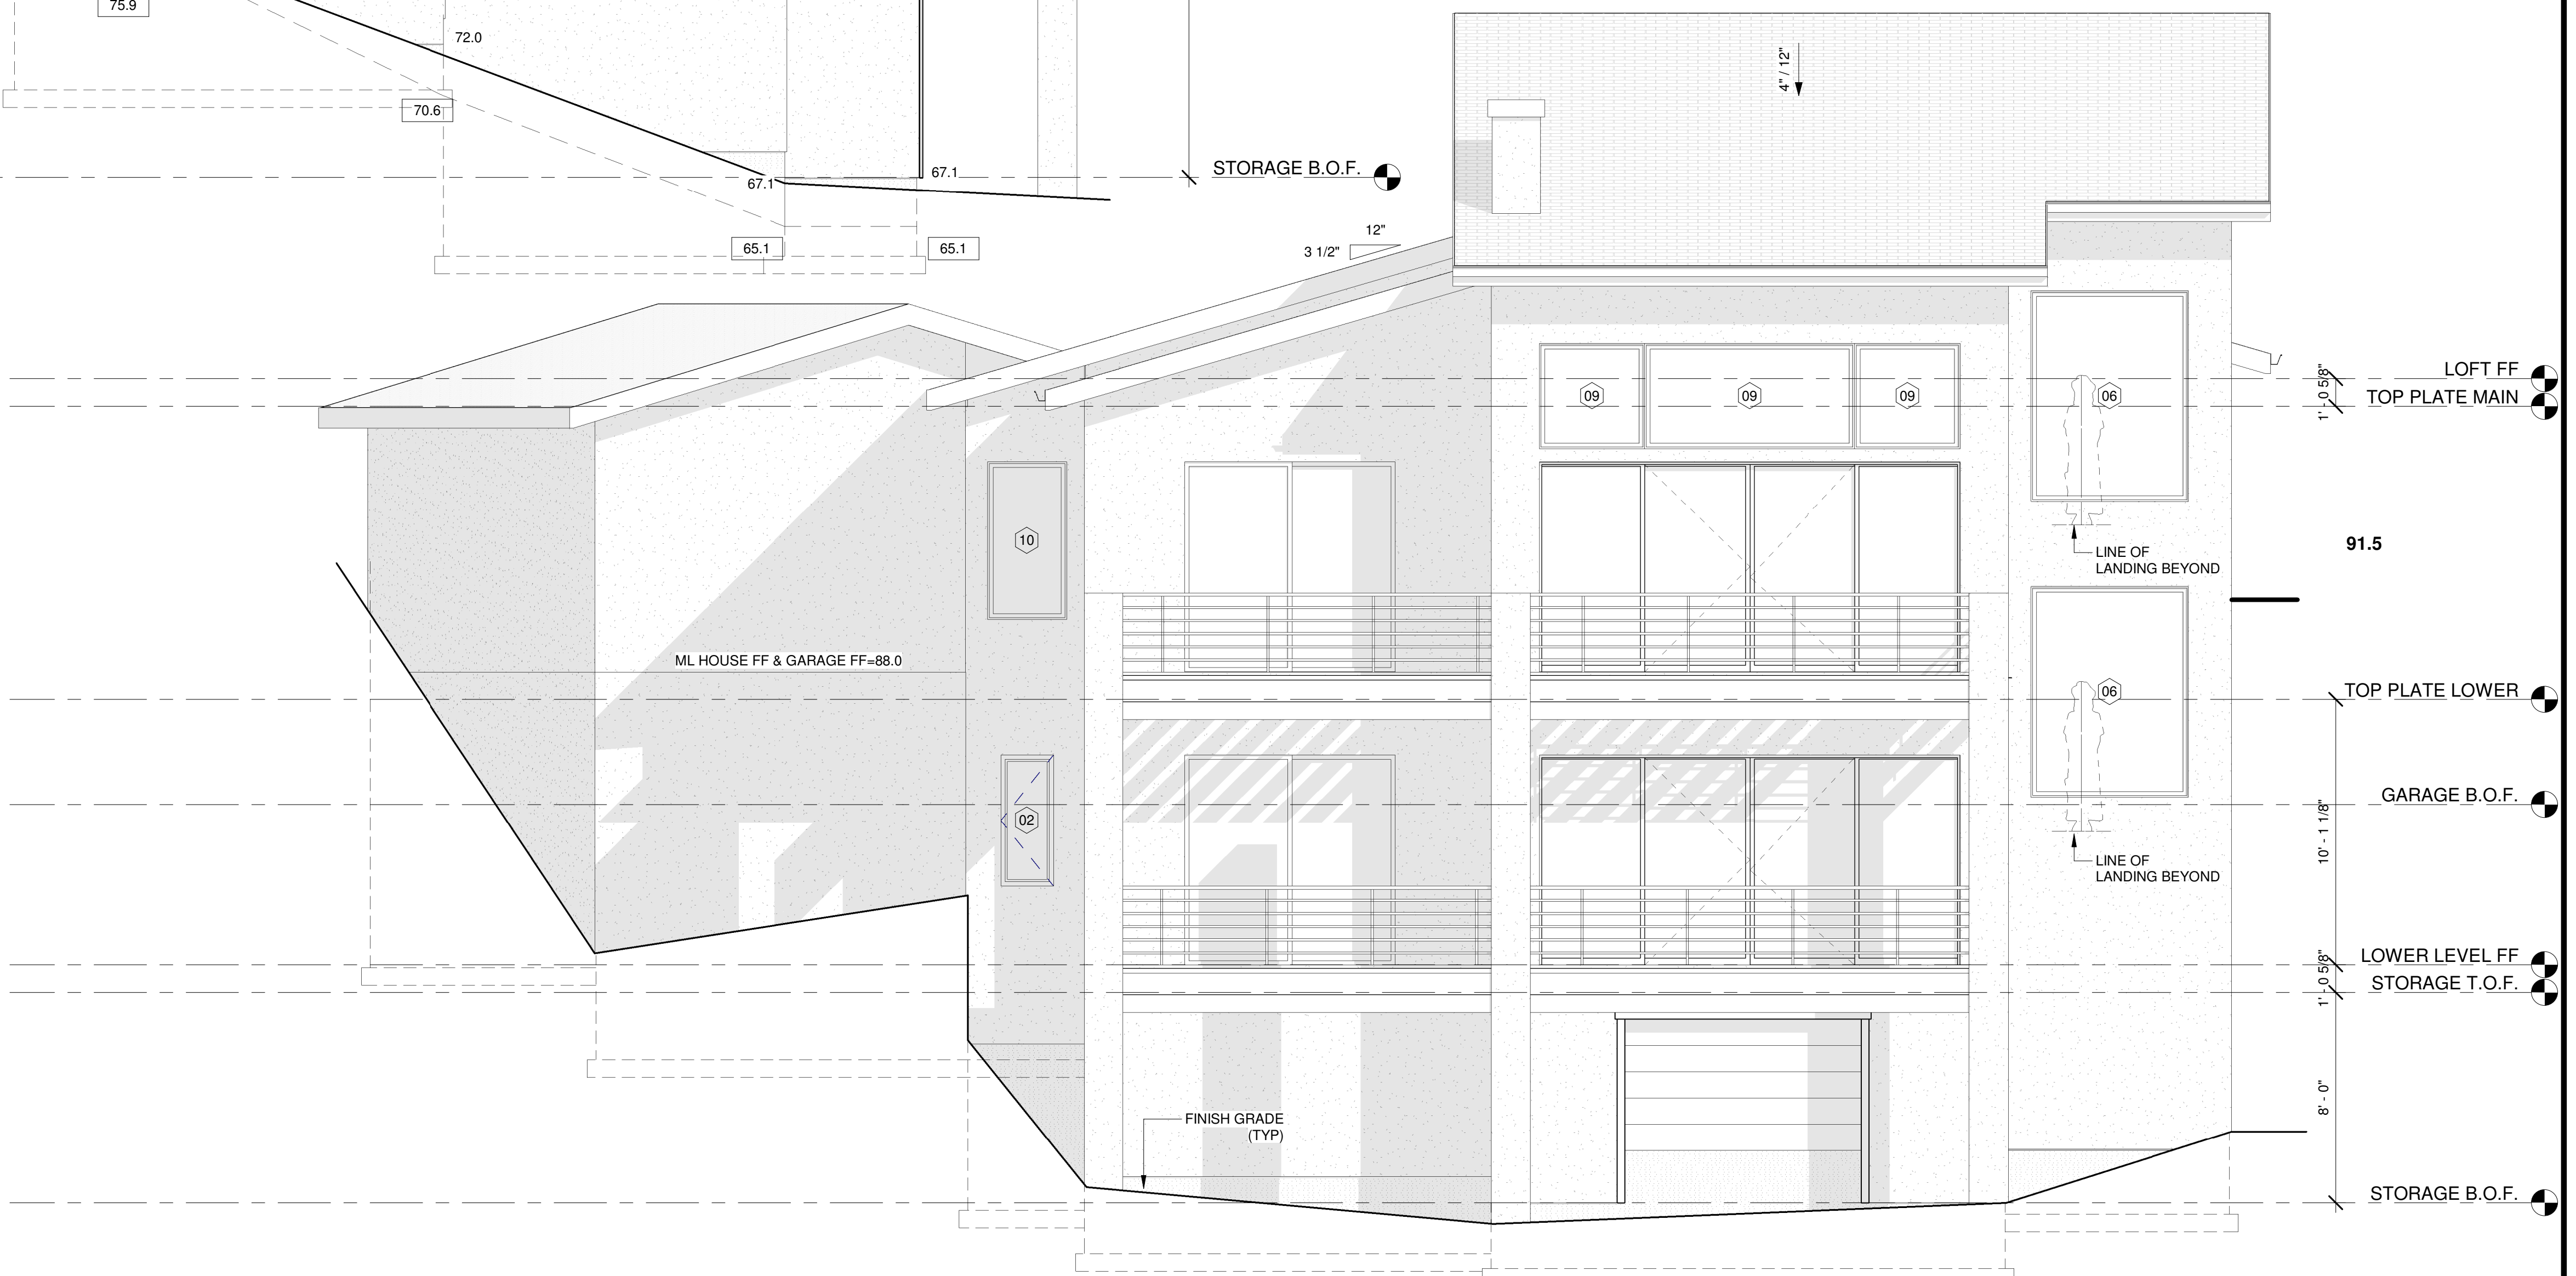 75.9
72.0
70.6
67.1
67.1
STORAGE B.O.F.
65.1
65.1
4" / 12"
12"
3 1/2"
LOFT FF
1' - 0 5/8"
TOP PLATE MAIN
09
09
09
06
10
LINE OF
LANDING BEYOND
91.5
ML HOUSE FF & GARAGE FF=88.0
06
TOP PLATE LOWER
GARAGE B.O.F.
02
10' - 1 1/8"
LINE OF
LANDING BEYOND
LOWER LEVEL FF
1' - 0 5/8"
STORAGE T.O.F.
8' - 0"
FINISH GRADE
(TYP)
STORAGE B.O.F.